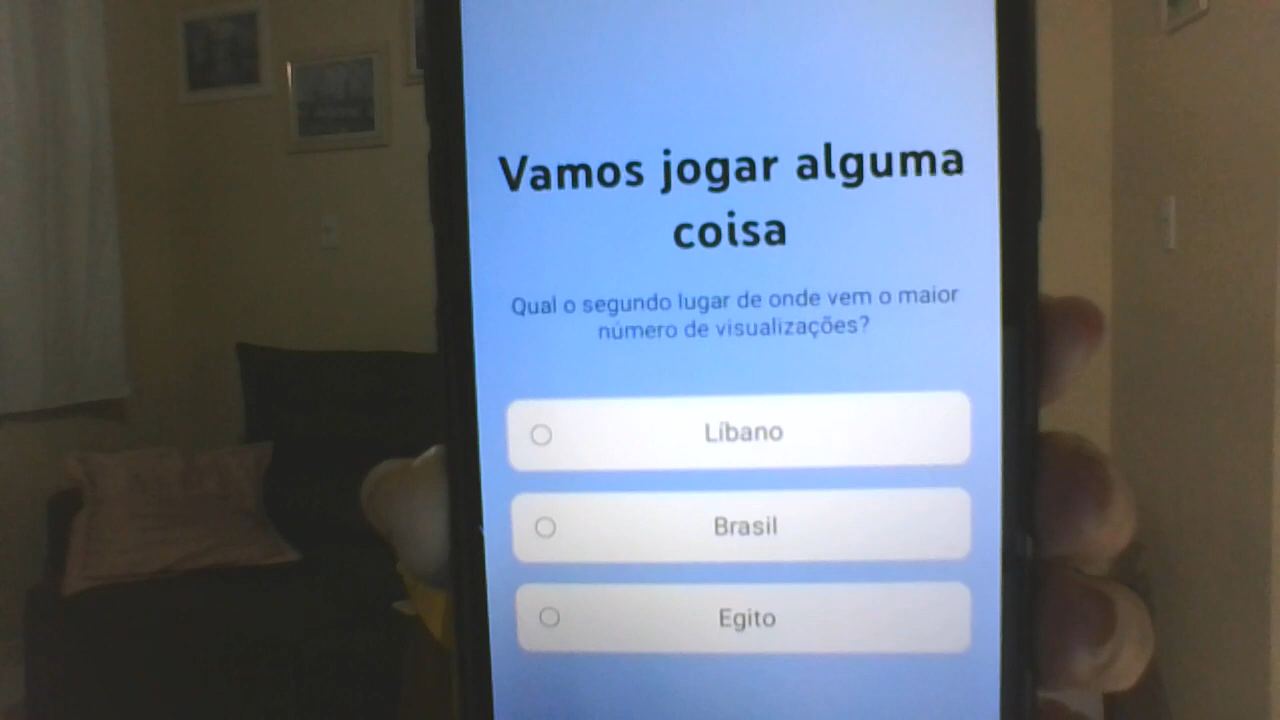 Vamos jogar alguma
coisa
Qual o segundo lugar de onde vem o maior
número de visualizações?
Líbano
Brasil
Egito